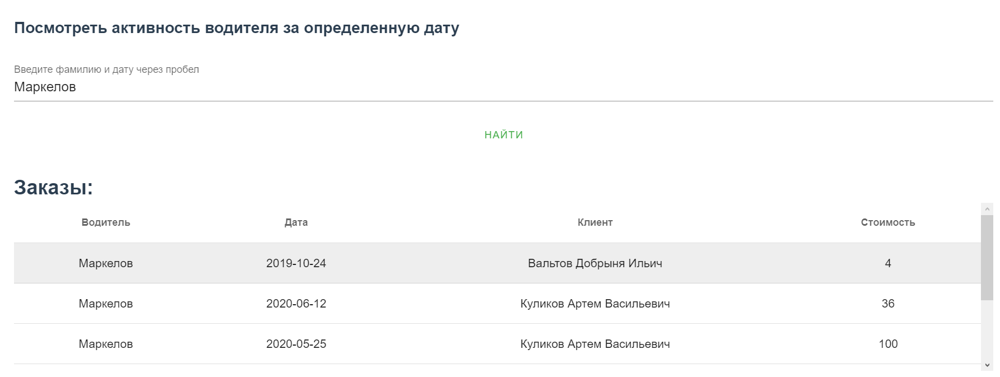 Посмотреть активность водителя за определенную дату
Введите фамилию и дату через пробел
Маркелов
НАЙТИ
Заказы:
Водитель Дата Клиент Стоимость
Маркелов 2019-10-24 Вальтов Добрыня Ильич 4
Маркелов 2020-06-12 Куликов Артем Васильевич 36
Маркелов 2020-05-25 Куликов Артем Васильевич 100